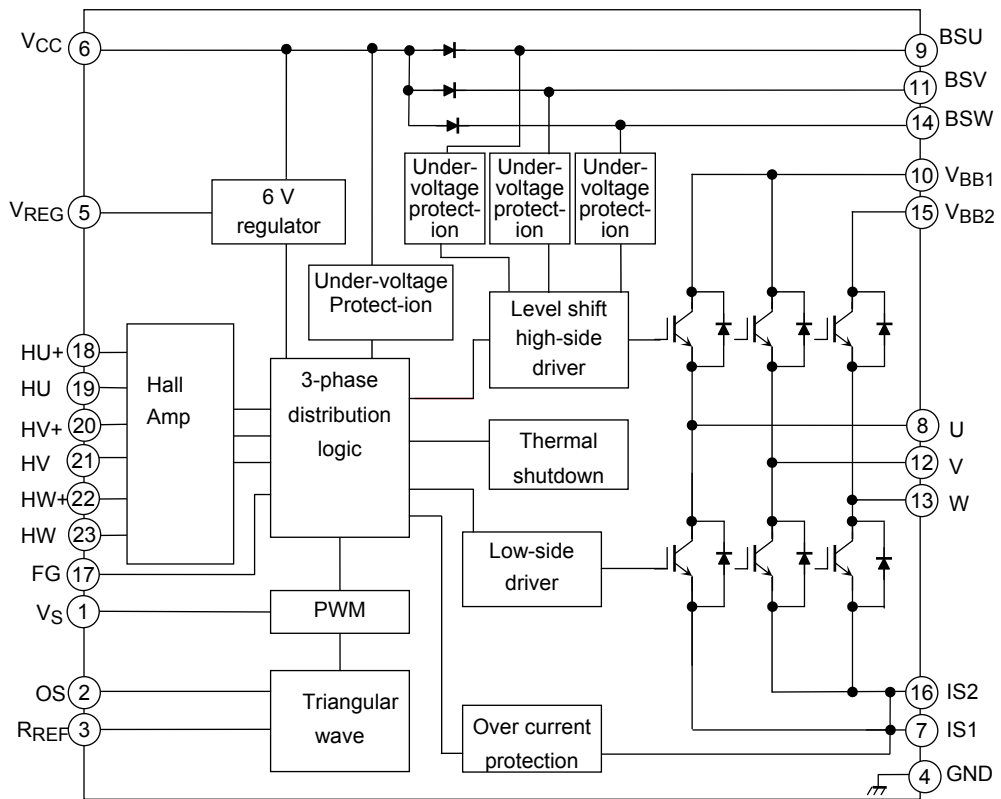 VCC
6
9
BSU
11
BSV
14
BSW
Under-
voltage
protect-
ion
Under-
voltage
protect-
ion
Under-
voltage
protect-
ion
10
VBB1
15
VBB2
VREG
5
6 V
regulator
Under-voltage
Protect-ion
Level shift
high-side
driver
HU+
18
HU
19
HV+
20
HV
21
HW+
22
HW
23
FG
17
VS
1
OS
2
RREF
3
Hall
Amp
3-phase
distribution
logic
Thermal
shutdown
Low-side
driver
PWM
Triangular
wave
Over current
protection
8
U
12
V
13
W
16
IS2
7
IS1
4
GND